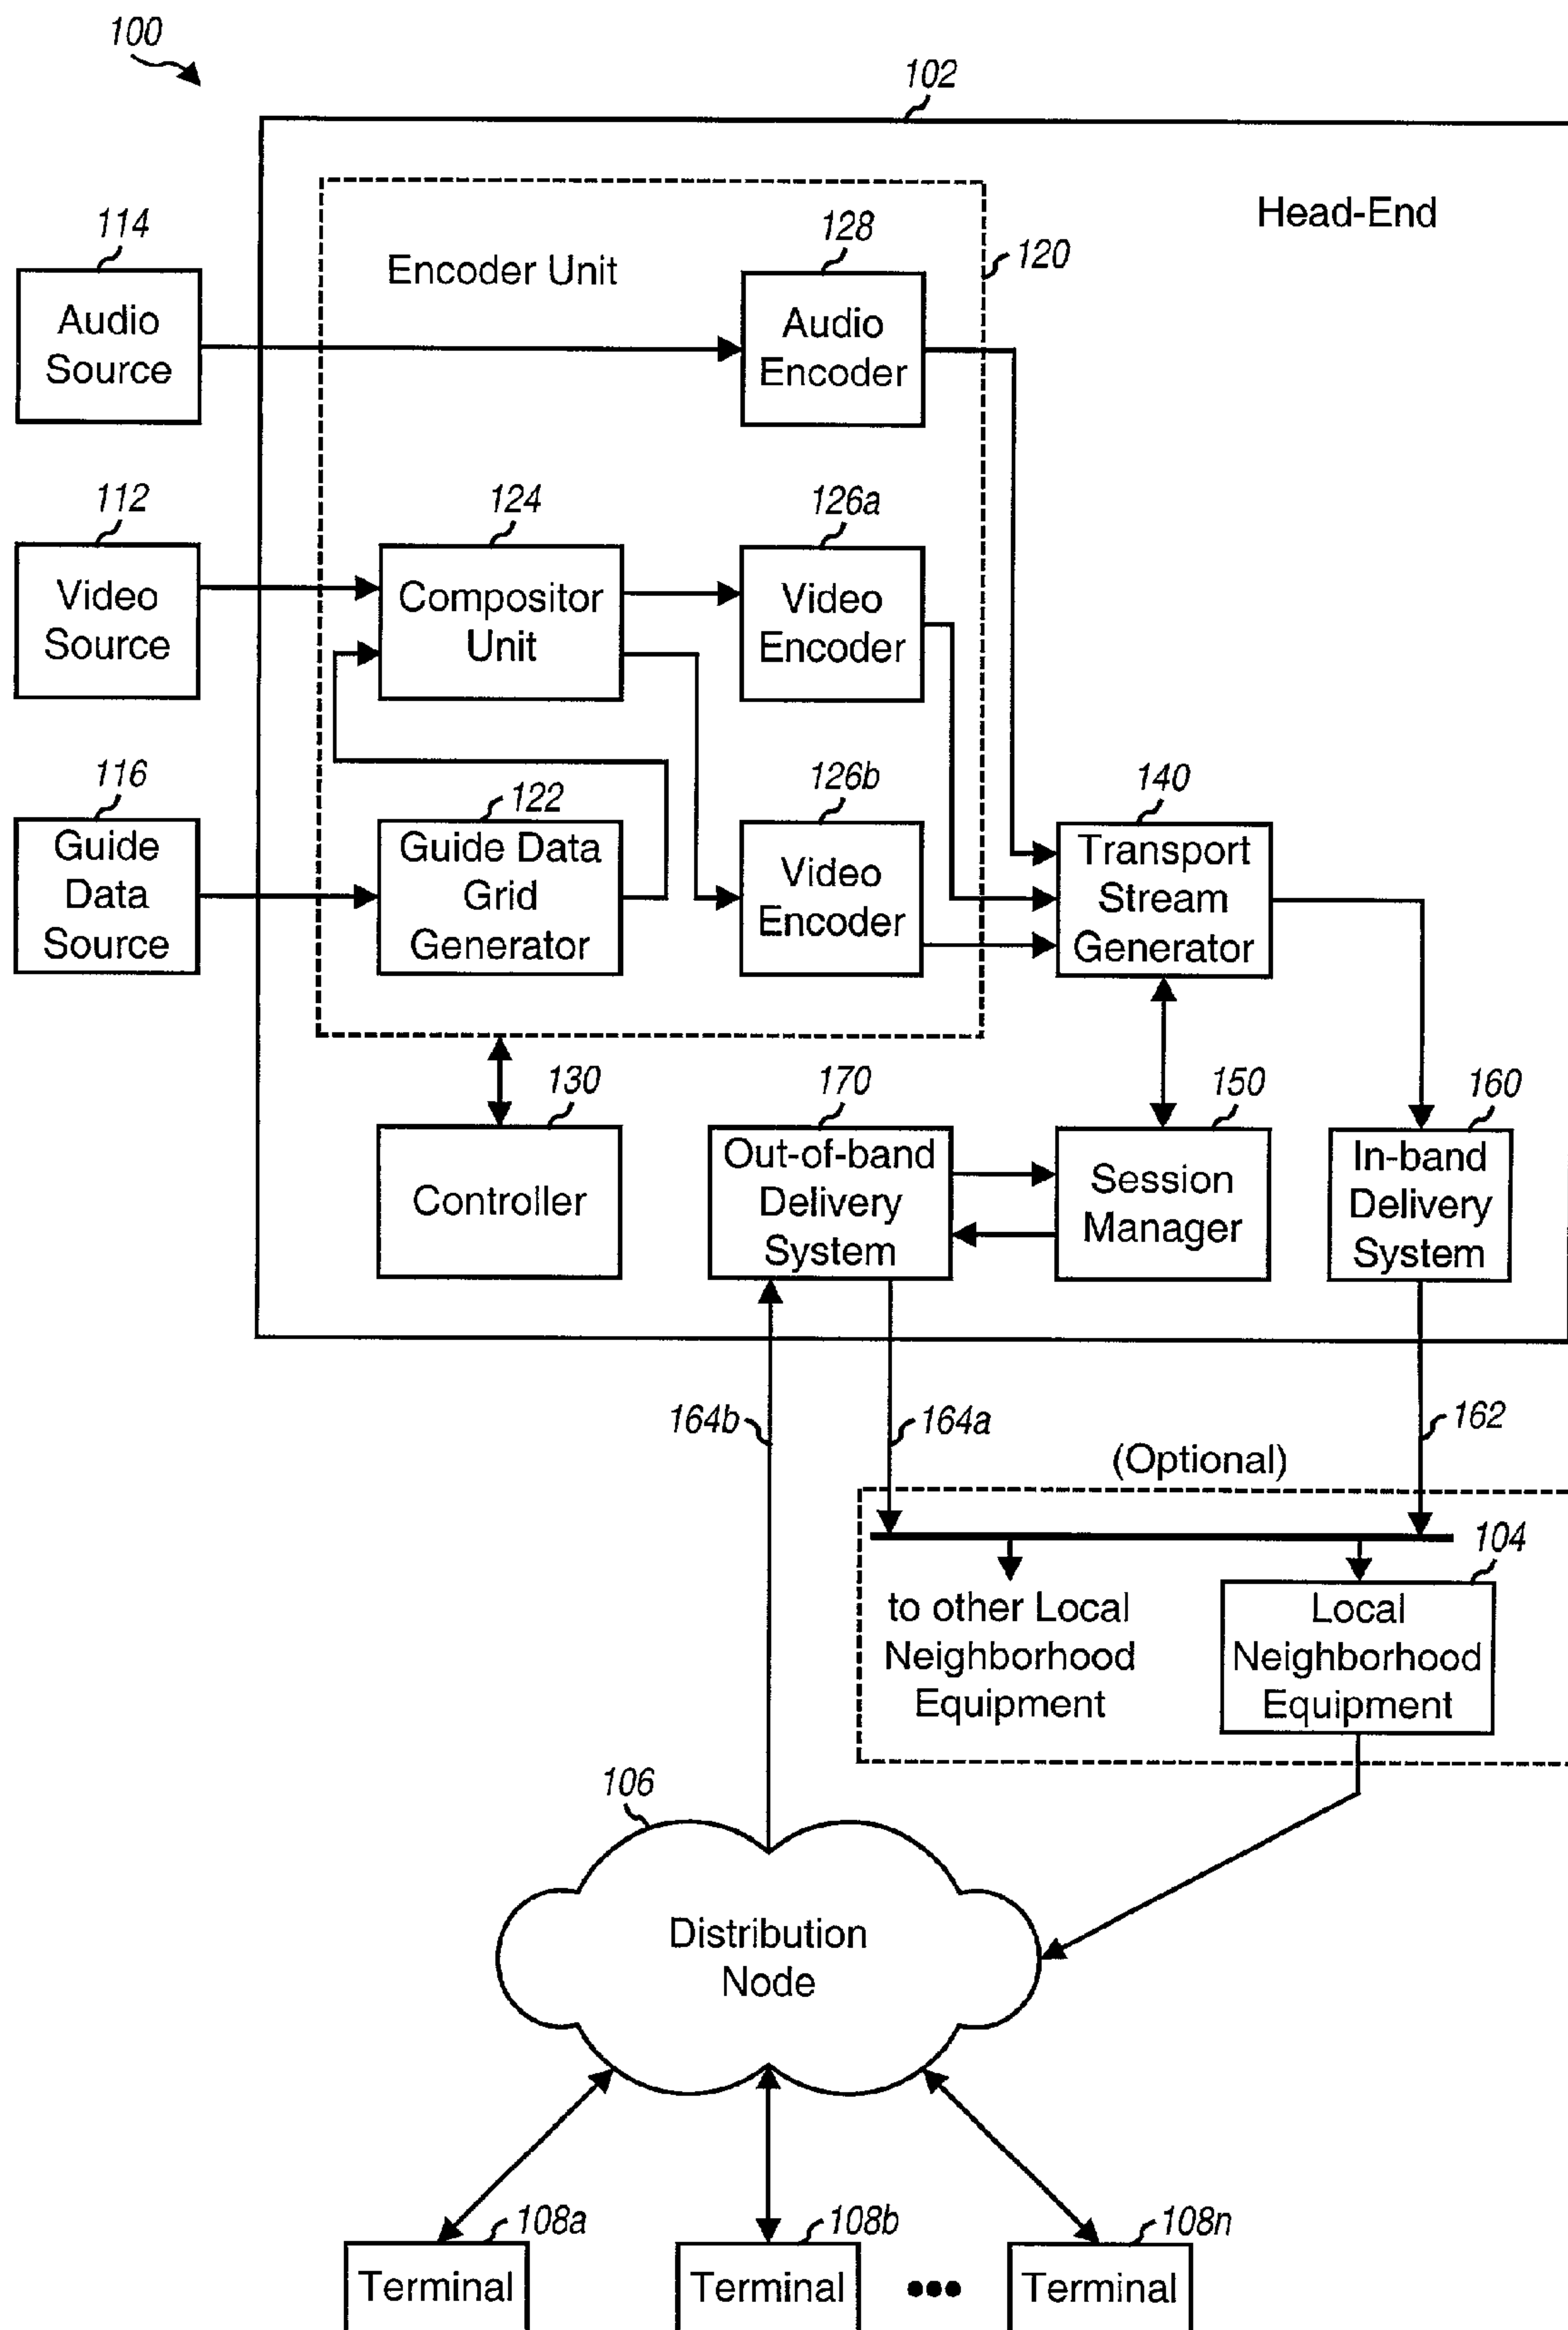 100
102
Head-End
114
Audio
Source
Encoder Unit
128
Audio
Encoder
120
112
Video
Source
124
Compositor
Unit
126a
Video
Encoder
116
Guide
Data
Source
122
Guide Data
Grid
Generator
126b
Video
Encoder
140
Transport
Stream
Generator
130
Controller
170
Out-of-band
Delivery
System
150
Session
Manager
160
In-band
Delivery
System
164b
164a
162
(Optional)
104
to other Local
Neighborhood
Equipment
Local
Neighborhood
Equipment
106
Distribution
Node
108a
Terminal
108b
Terminal
108n
Terminal